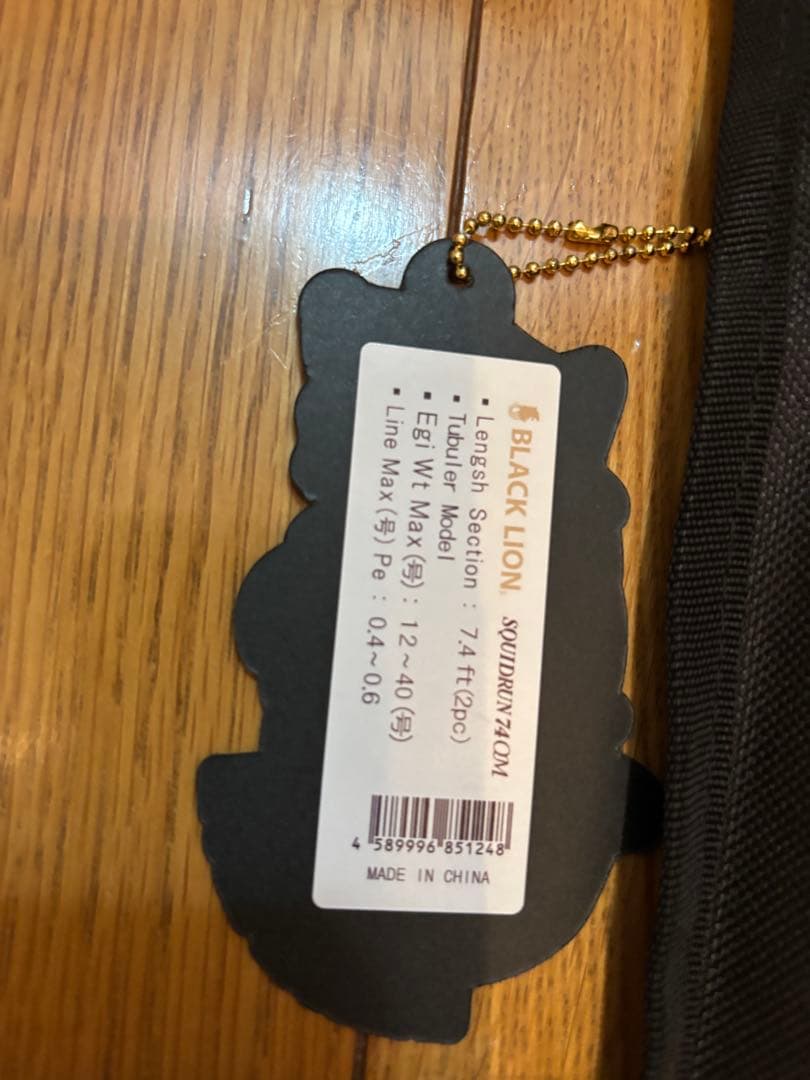 BLACK LION. SQUIDRUN 74ΩM
▪ Lengsh Section : 7.4 ft(2pc)
▪ Tubuler Model
▪ Egi Wt Max(号) : 12~40(号)
▪ Line Max(号) Pe : 0.4~0.6
4 589996 851248
MADE IN CHINA